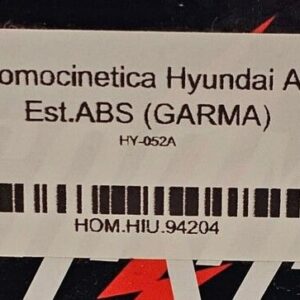 omocinetica Hyundai A
Est.ABS (GARMA)
HY-052A
HOM.HIU.94204